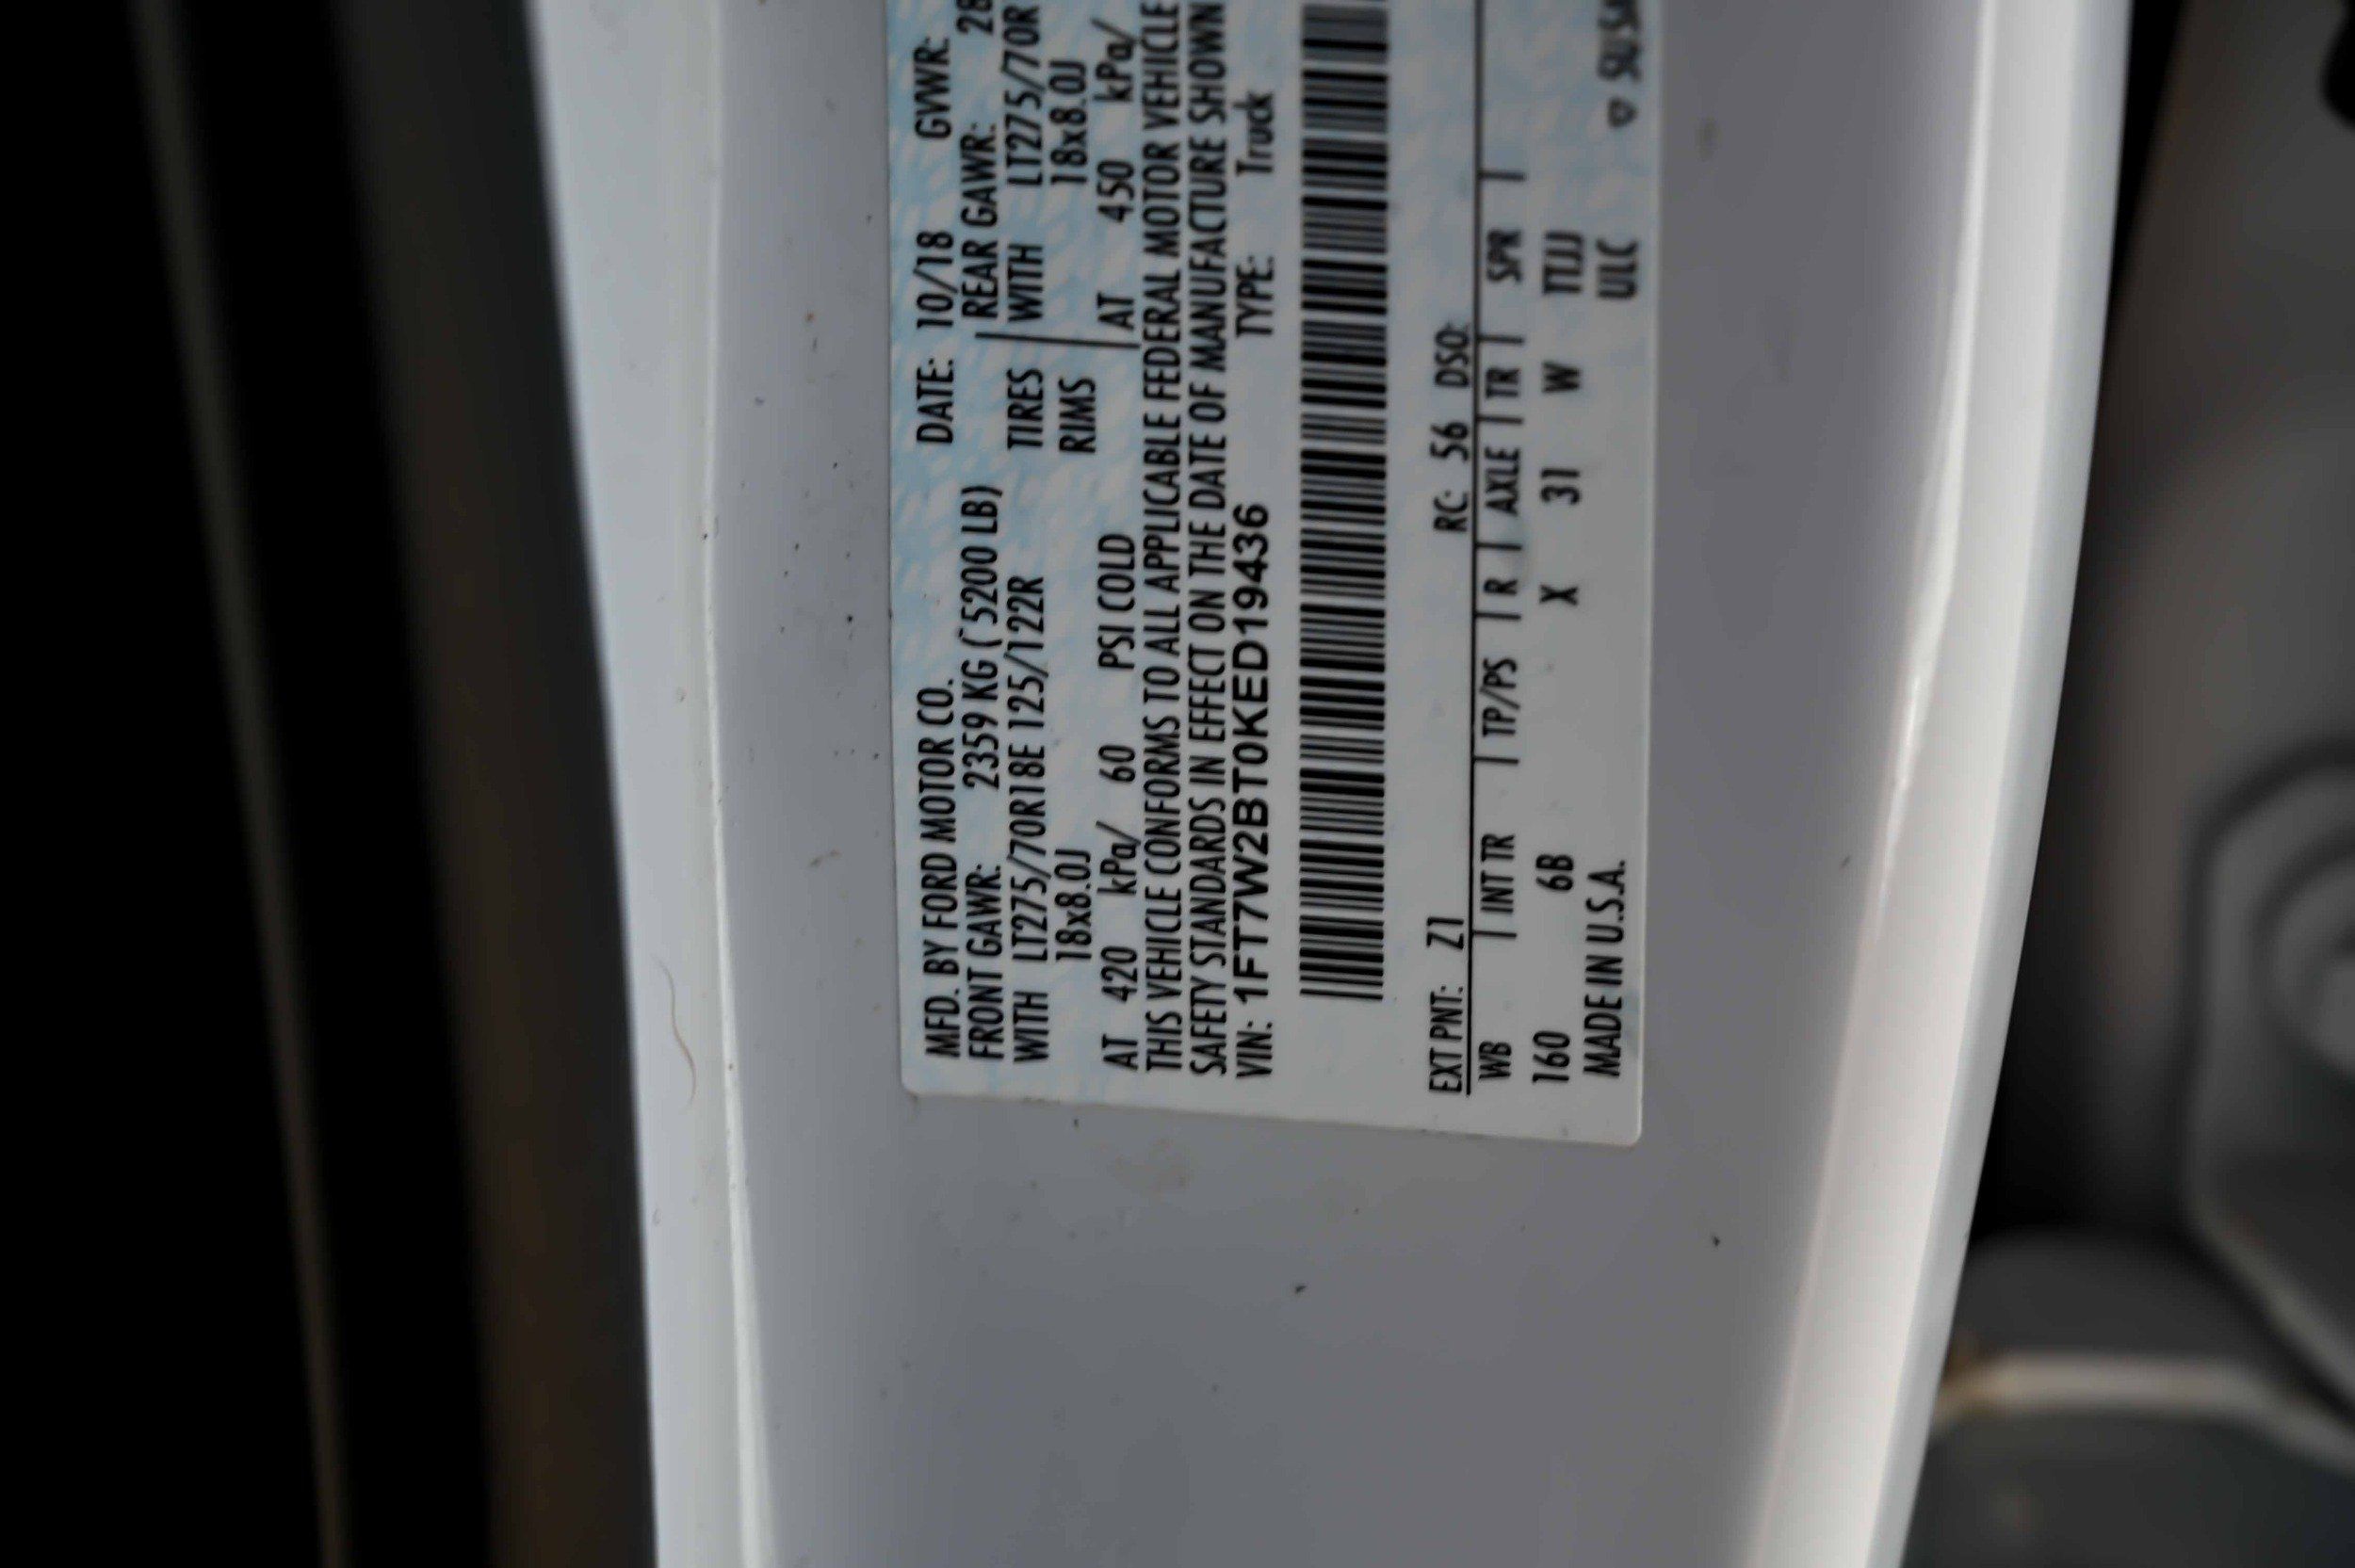 MFD. BY FORD MOTOR CO. DATE: 10/18 GVWR:
FRONT GAWR: 2359 KG (5200 LB) REAR GAWR: 28
WITH LT275/70R18E 125/122R TIRES WITH LT275/70R
18x8.0J RIMS 18x8.0J
AT 420 kPa/ 60 PSI COLD AT 450 kPa/
THIS VEHICLE CONFORMS TO ALL APPLICABLE FEDERAL MOTOR VEHICLE
SAFETY STANDARDS IN EFFECT ON THE DATE OF MANUFACTURE SHOWN
VIN: 1FT7W2BT0KED19436 TYPE: Truck
EXT PNT: Z1 RC: 56 DSO:
WB | INT TR | TP/PS | R | AXLE | TR | SPR |
160 6B X 31 W TTJJ
MADE IN U.S.A. ULC